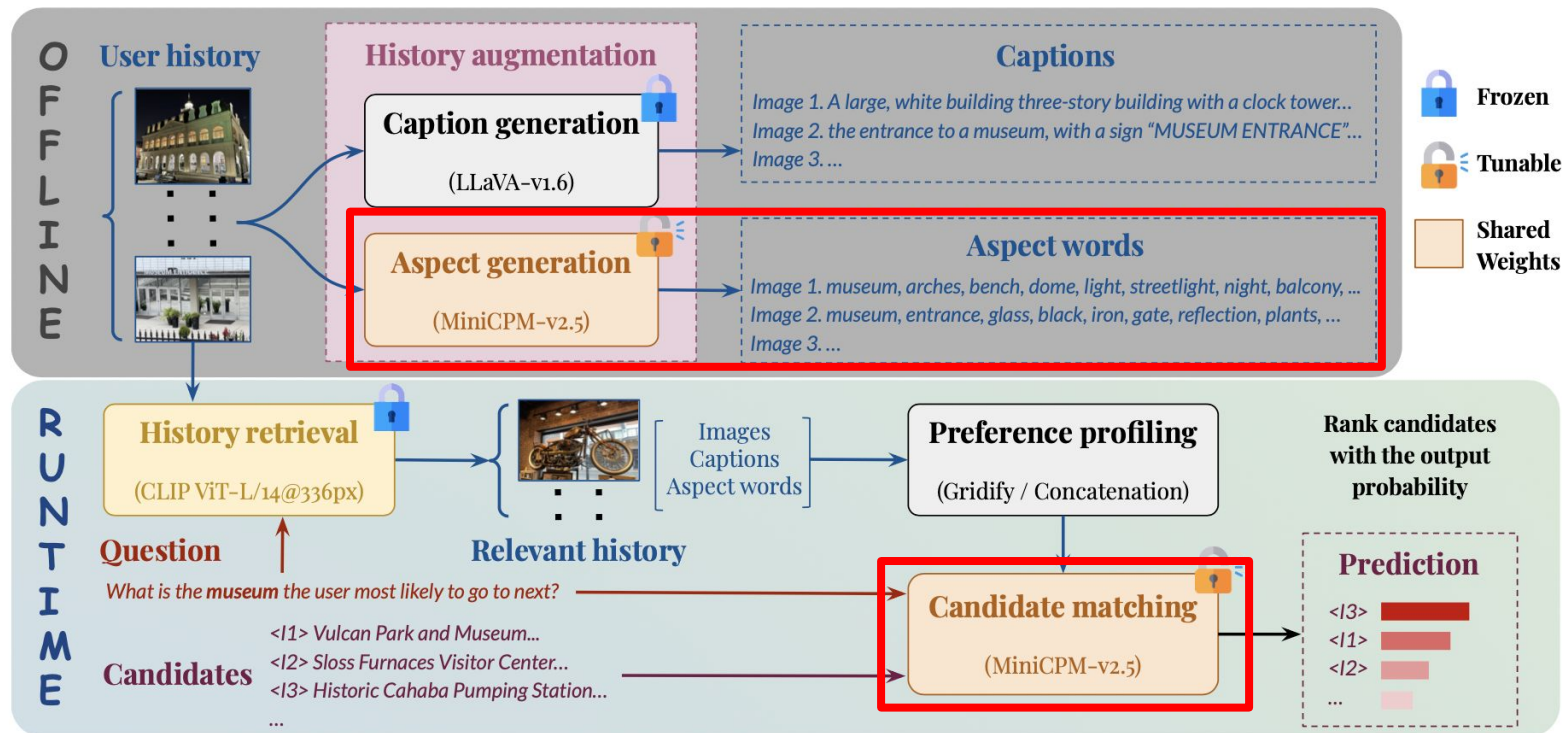 OFFLINE
User history
History augmentation
Caption generation
(LLaVA-v1.6)
Aspect generation
(MiniCPM-v2.5)
Captions
Image 1. A large, white building three-story building with a clock tower...
Image 2. the entrance to a museum, with a sign “MUSEUM ENTRANCE”...
Image 3. ...
Aspect words
Image 1. museum, arches, bench, dome, light, streetlight, night, balcony, ...
Image 2. museum, entrance, glass, black, iron, gate, reflection, plants, ...
Image 3. ...
Frozen
Tunable
Shared
Weights
RUNTIME
History retrieval
(CLIP ViT-L/14@336px)
Images
Captions
Aspect words
Relevant history
Preference profiling
(Gridify / Concatenation)
Rank candidates
with the output
probability
Question
What is the museum the user most likely to go to next?
Candidates
<I1> Vulcan Park and Museum...
<I2> Sloss Furnaces Visitor Center...
<I3> Historic Cahaba Pumping Station...
...
Candidate matching
(MiniCPM-v2.5)
Prediction
<I3>
<I1>
<I2>
...